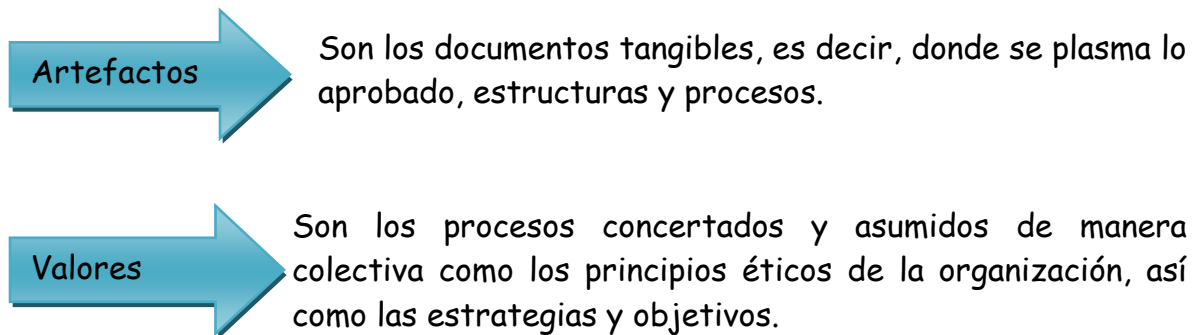 Artefactos
Son los documentos tangibles, es decir, donde se plasma lo
aprobado, estructuras y procesos.
Valores
Son los procesos concertados y asumidos de manera
colectiva como los principios éticos de la organización, así
como las estrategias y objetivos.